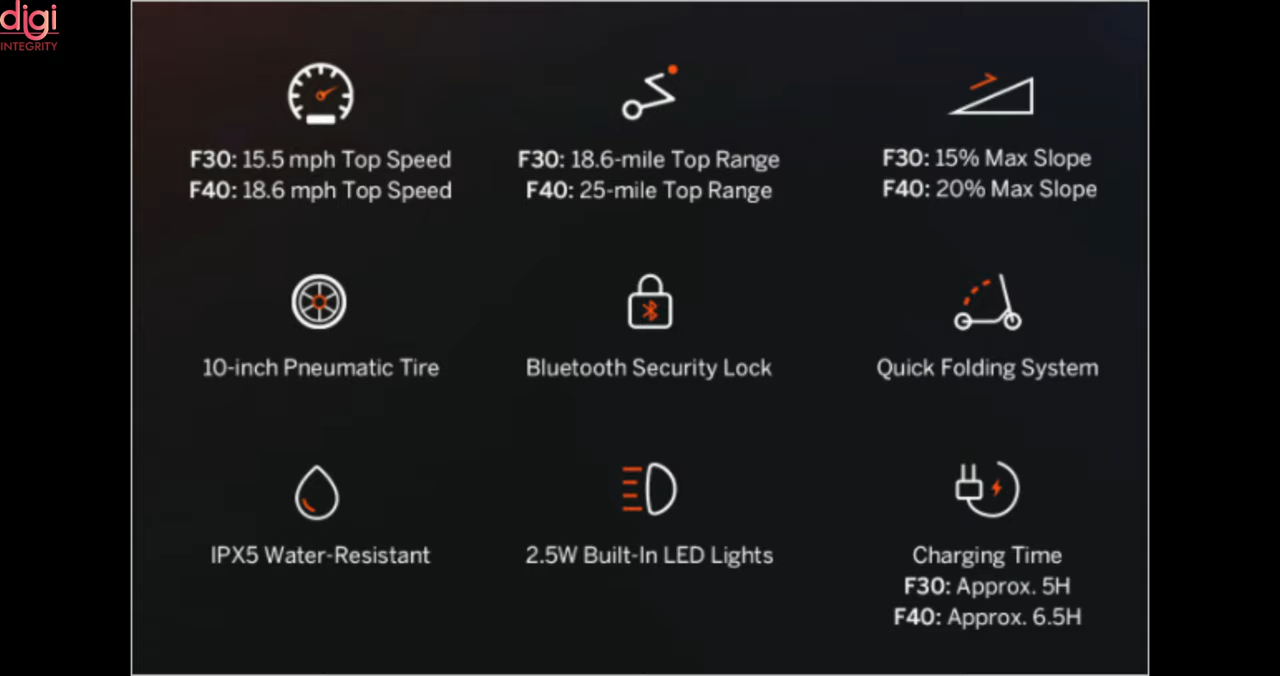 digi
INTEGRITY
F30: 15.5 mph Top Speed
F40: 18.6 mph Top Speed
F30: 18.6-mile Top Range
F40: 25-mile Top Range
F30: 15% Max Slope
F40: 20% Max Slope
10-inch Pneumatic Tire
Bluetooth Security Lock
Quick Folding System
IPX5 Water-Resistant
2.5W Built-In LED Lights
Charging Time
F30: Approx. 5H
F40: Approx. 6.5H